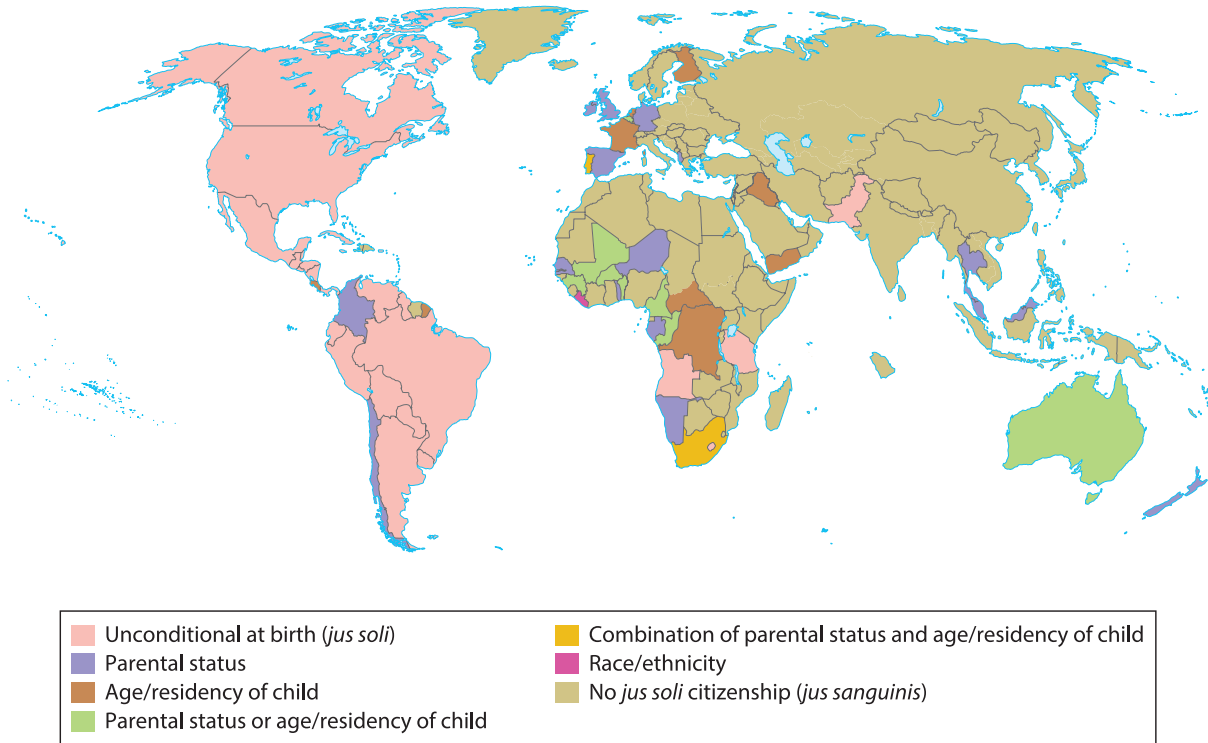 Unconditional at birth (jus soli)
Parental status
Age/residency of child
Parental status or age/residency of child
Combination of parental status and age/residency of child
Race/ethnicity
No jus soli citizenship (jus sanguinis)